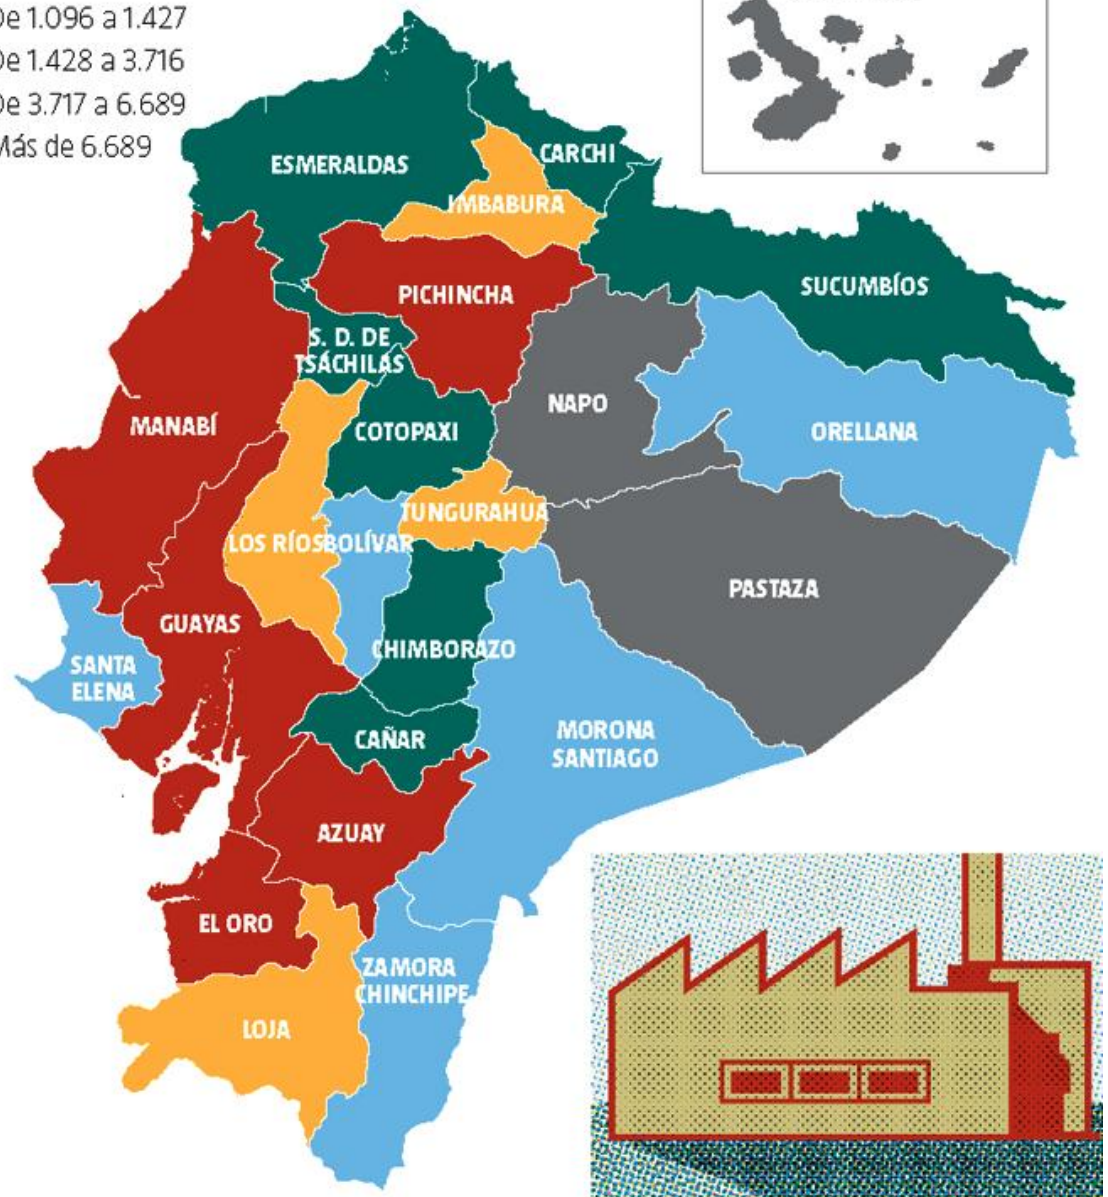 De 1.096 a 1.427
De 1.428 a 3.716
De 3.717 a 6.689
Más de 6.689
ESMERALDAS
CARCHI
IMBABURA
SUCUMBÍOS
PICHINCHA
S. D. DE
TSÁCHILAS
NAPO
MANABÍ
COTOPAXI
ORELLANA
TUNGURAHUA
LOS RÍOS
BOLÍVAR
PASTAZA
GUAYAS
CHIMBORAZO
SANTA
ELENA
CAÑAR
MORONA
SANTIAGO
AZUAY
EL ORO
ZAMORA
CHINCHIPE
LOJA